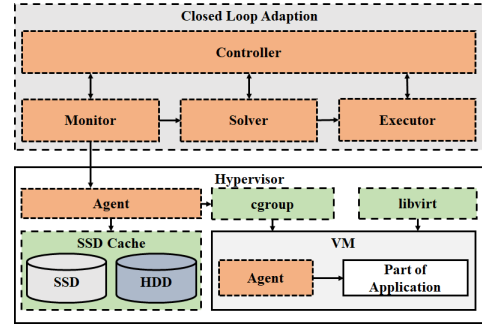 Closed Loop Adaption
Controller
Monitor
Solver
Executor
Hypervisor
Agent
cgroup
libvirt
SSD Cache
SSD
HDD
VM
Agent
Part of
Application